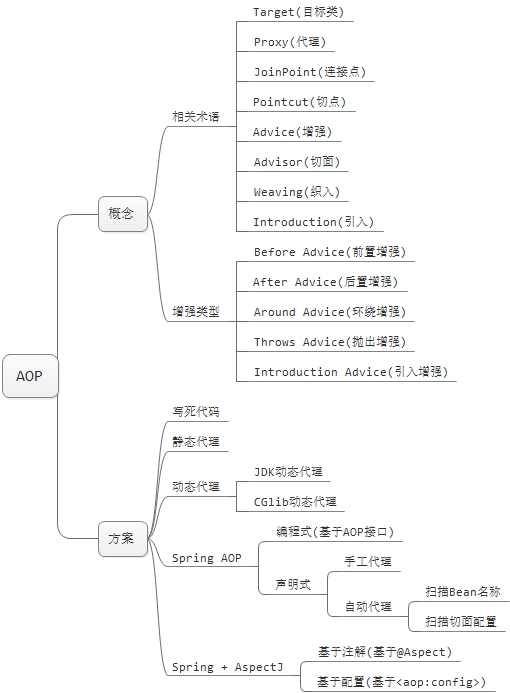 AOP
概念
相关术语
Target(目标类)
Proxy(代理)
JoinPoint(连接点)
Pointcut(切点)
Advice(增强)
Advisor(切面)
Weaving(织入)
Introduction(引入)
增强类型
Before Advice(前置增强)
After Advice(后置增强)
Around Advice(环绕增强)
Throws Advice(抛出增强)
Introduction Advice(引入增强)
方案
写死代码
静态代理
动态代理
JDK动态代理
CGlib动态代理
Spring AOP
编程式(基于AOP接口)
声明式
手工代理
自动代理
扫描Bean名称
扫描切面配置
Spring + AspectJ
基于注解(基于@Aspect)
基于配置(基于<aop:config>)